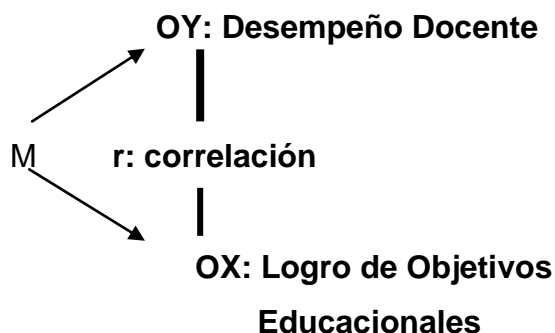 OY: Desempeño Docente
M r: correlación
OX: Logro de Objetivos
Educacionales